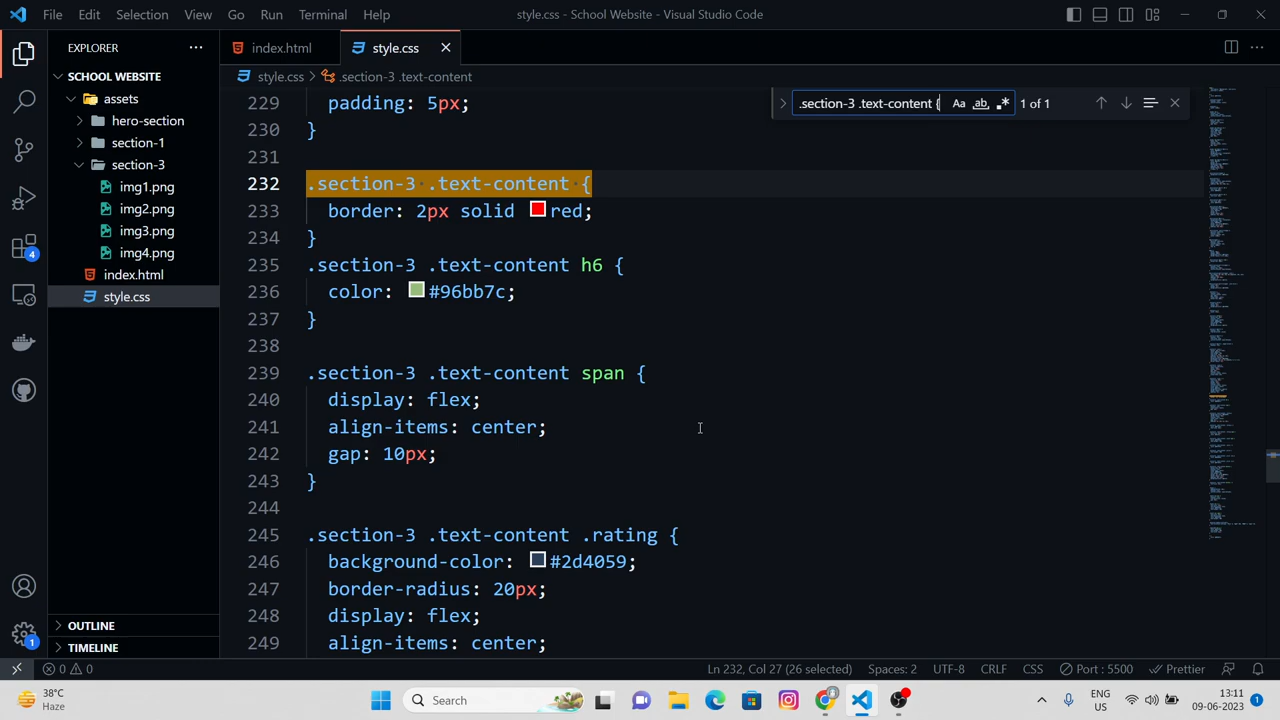 File Edit Selection View Go Run Terminal Help
style.css - School Website - Visual Studio Code
EXPLORER
index.html
style.css
SCHOOL WEBSITE
style.css > .section-3 .text-content
assets
hero-section
section-1
section-3
img1.png
img2.png
img3.png
img4.png
index.html
style.css
OUTLINE
TIMELINE
.section-3 .text-content {
Aa ab .*
1 of 1
229 padding: 5px;
230 }
231
232 .section-3 .text-content {
233 border: 2px solid red;
234 }
235 .section-3 .text-content h6 {
236 color: #96bb7c;
237 }
238
239 .section-3 .text-content span {
240 display: flex;
241 align-items: center;
242 gap: 10px;
243 }
244
245 .section-3 .text-content .rating {
246 background-color: #2d4059;
247 border-radius: 20px;
248 display: flex;
249 align-items: center;
4
1
0 0
Ln 232, Col 27 (26 selected) Spaces: 2 UTF-8 CRLF CSS Port : 5500 Prettier
38°C
Haze
Search
ENG
US
13:11
09-06-2023
1